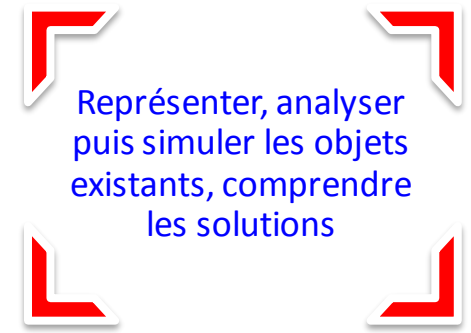 Représenter, analyser
puis simuler les objets
existants, comprendre
les solutions